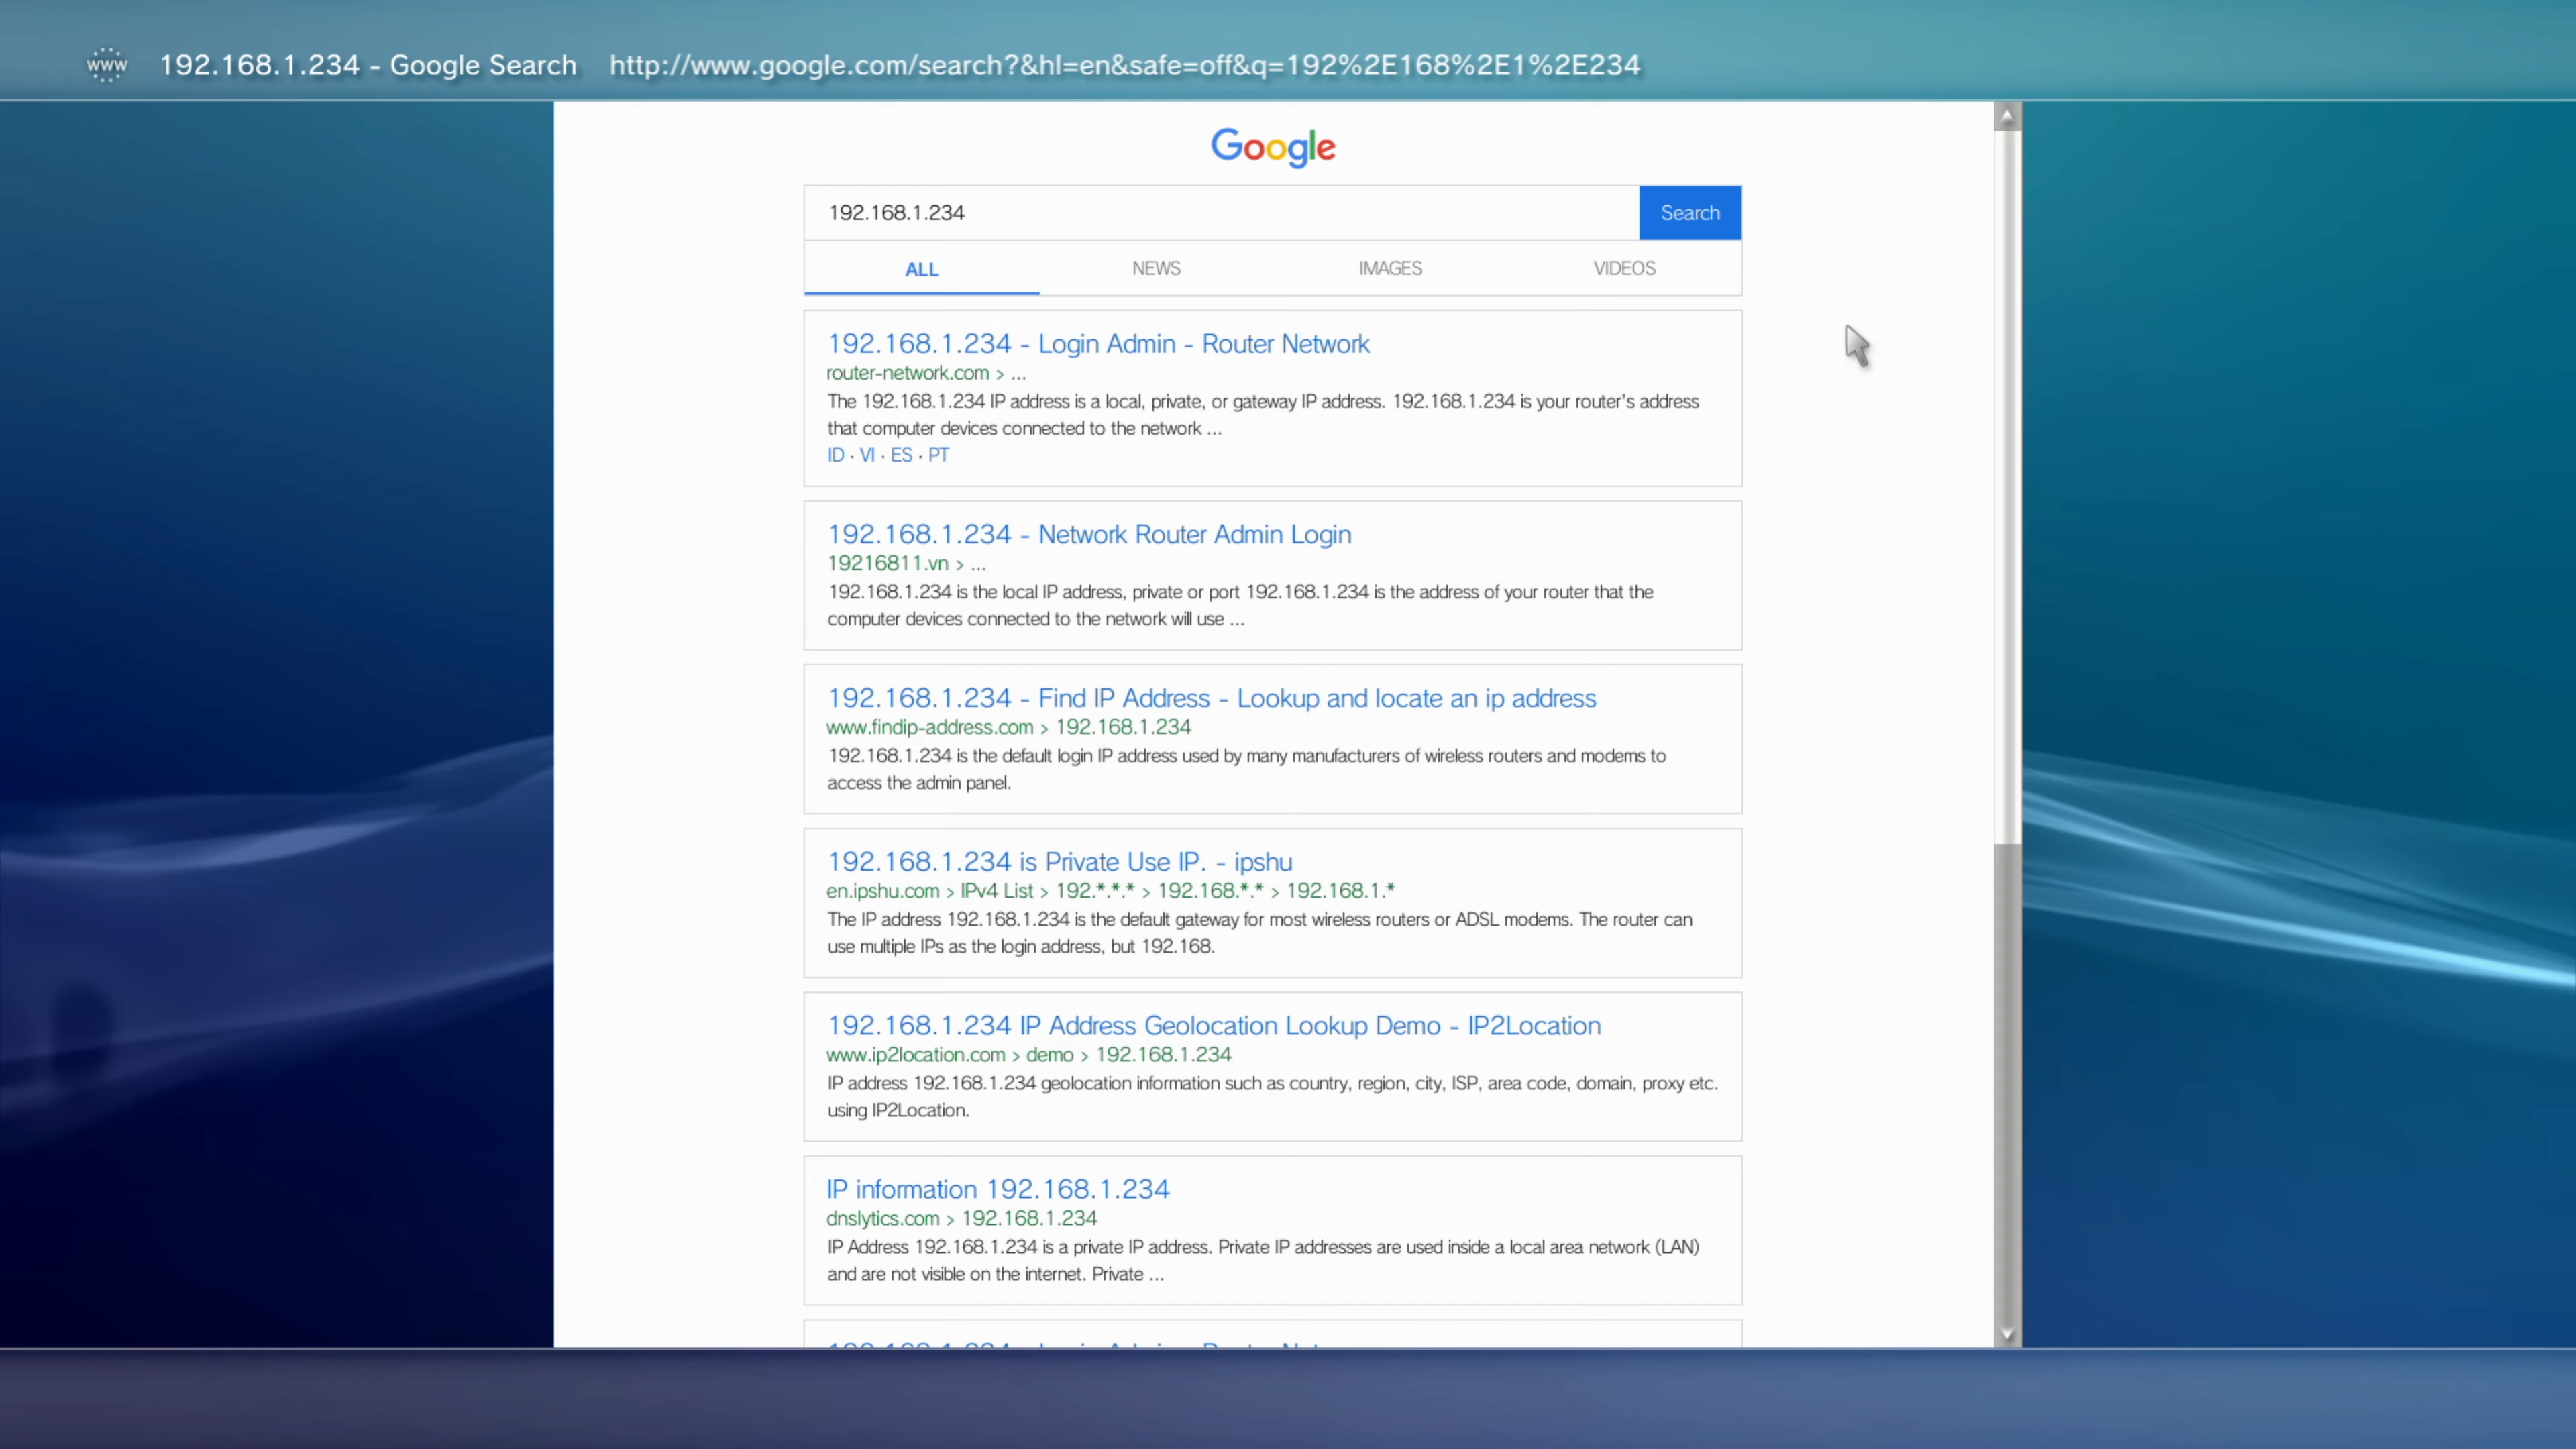 www 192.168.1.234 - Google Search http://www.google.com/search?&hl=en&safe=off&q=192%2E168%2E1%2E234
Google
192.168.1.234 Search
ALL NEWS IMAGES VIDEOS
192.168.1.234 - Login Admin - Router Network
router-network.com › ...
The 192.168.1.234 IP address is a local, private, or gateway IP address. 192.168.1.234 is your router's address
that computer devices connected to the network ...
ID · VI · ES · PT
192.168.1.234 - Network Router Admin Login
19216811.vn › ...
192.168.1.234 is the local IP address, private or port 192.168.1.234 is the address of your router that the
computer devices connected to the network will use ...
192.168.1.234 - Find IP Address - Lookup and locate an ip address
www.findip-address.com › 192.168.1.234
192.168.1.234 is the default login IP address used by many manufacturers of wireless routers and modems to
access the admin panel.
192.168.1.234 is Private Use IP. - ipshu
en.ipshu.com › IPv4 List › 192.*.*.* › 192.168.*.* › 192.168.1.*
The IP address 192.168.1.234 is the default gateway for most wireless routers or ADSL modems. The router can
use multiple IPs as the login address, but 192.168.
192.168.1.234 IP Address Geolocation Lookup Demo - IP2Location
www.ip2location.com › demo › 192.168.1.234
IP address 192.168.1.234 geolocation information such as country, region, city, ISP, area code, domain, proxy etc.
using IP2Location.
IP information 192.168.1.234
dnslytics.com › 192.168.1.234
IP Address 192.168.1.234 is a private IP address. Private IP addresses are used inside a local area network (LAN)
and are not visible on the internet. Private ...